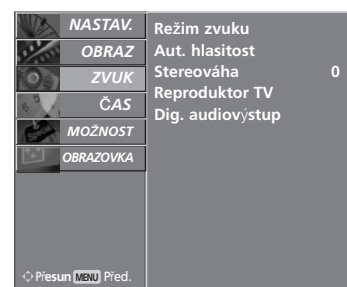 NASTAV.
OBRAZ
ZVUK
ČAS
MOŽNOST
OBRAZOVKA
Režim zvuku
Aut. hlasitost
Stereováha 0
Reproduktor TV
Dig. audiovýstup
Přesun MENU Před.